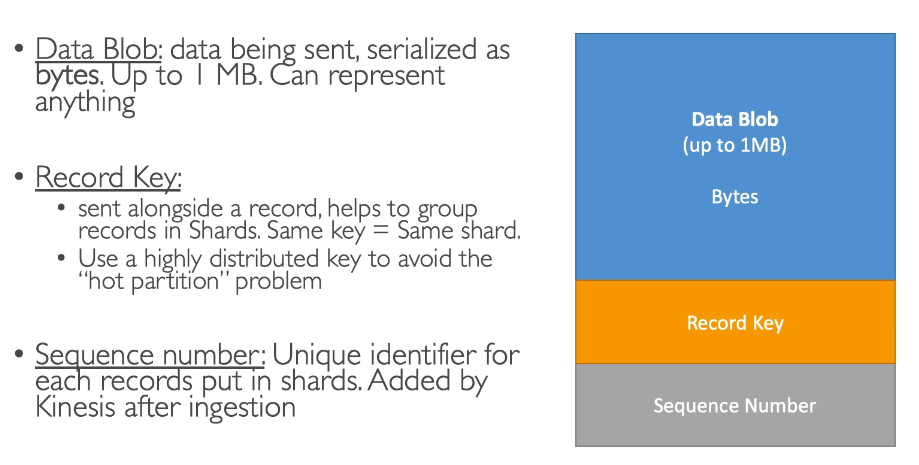 • Data Blob: data being sent, serialized as
bytes. Up to 1 MB. Can represent
anything
• Record Key:
• sent alongside a record, helps to group
records in Shards. Same key = Same shard.
• Use a highly distributed key to avoid the
“hot partition” problem
• Sequence number: Unique identifier for
each records put in shards. Added by
Kinesis after ingestion
Data Blob
(up to 1MB)
Bytes
Record Key
Sequence Number